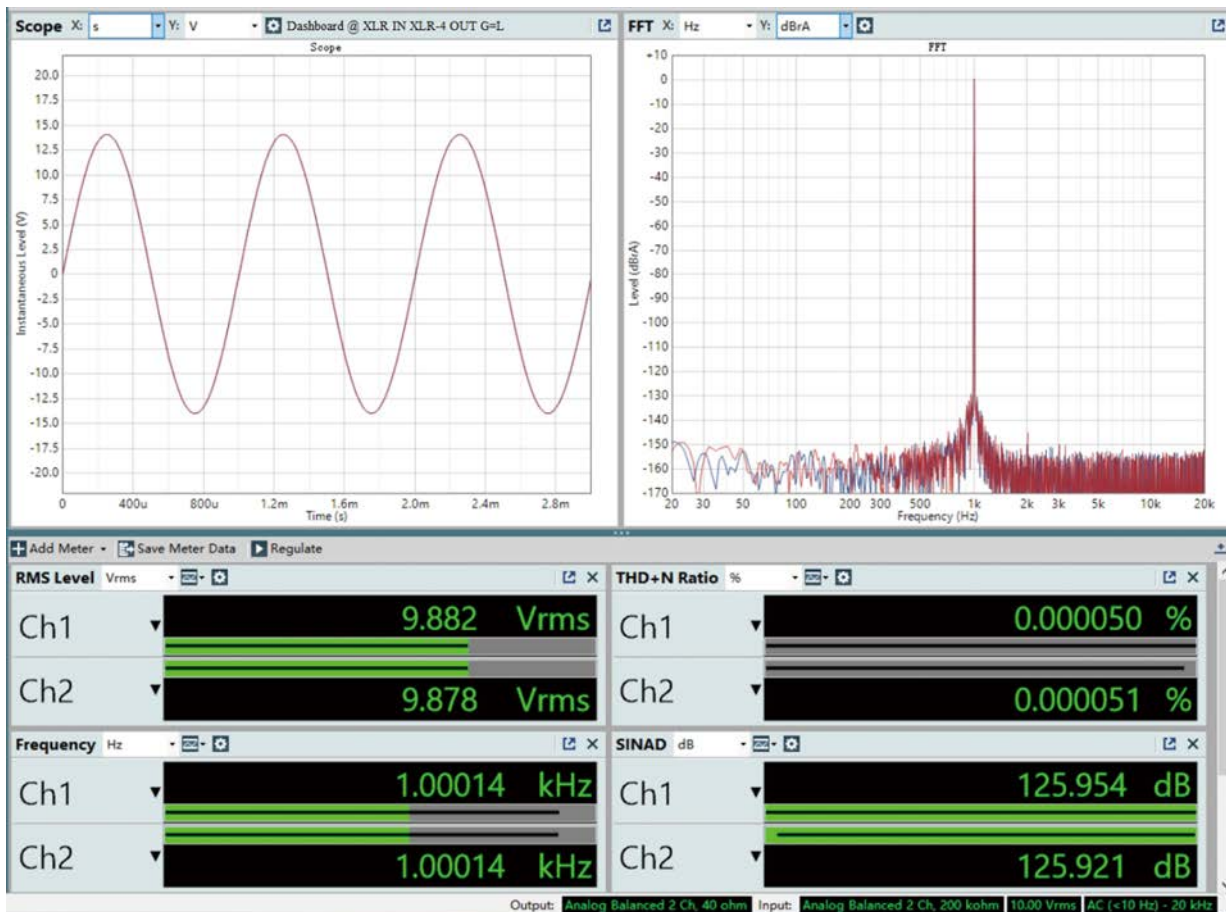 Scope X: s Y: V Dashboard @ XLR IN XLR-4 OUT G=L
Scope
20.0
17.5
15.0
12.5
10.0
7.5
5.0
2.5
0
-2.5
-5.0
-7.5
-10.0
-12.5
-15.0
-17.5
-20.0
Instantaneous Level (V)
0 400u 800u 1.2m 1.6m 2.0m 2.4m 2.8m
Time (s)
FFT X: Hz Y: dBrA
FFT
+10
0
-10
-20
-30
-40
-50
-60
-70
-80
-90
-100
-110
-120
-130
-140
-150
-160
-170
Level (dBrA)
20 30 50 100 200 300 500 1k 2k 3k 5k 10k 20k
Frequency (Hz)
Add Meter Save Meter Data Regulate
RMS Level Vrms
Ch1 9.882 Vrms
Ch2 9.878 Vrms
THD+N Ratio %
Ch1 0.000050 %
Ch2 0.000051 %
Frequency Hz
Ch1 1.00014 kHz
Ch2 1.00014 kHz
SINAD dB
Ch1 125.954 dB
Ch2 125.921 dB
Output: Analog Balanced 2 Ch, 40 ohm Input: Analog Balanced 2 Ch, 200 kohm 10.00 Vrms AC (<10 Hz) - 20 kHz